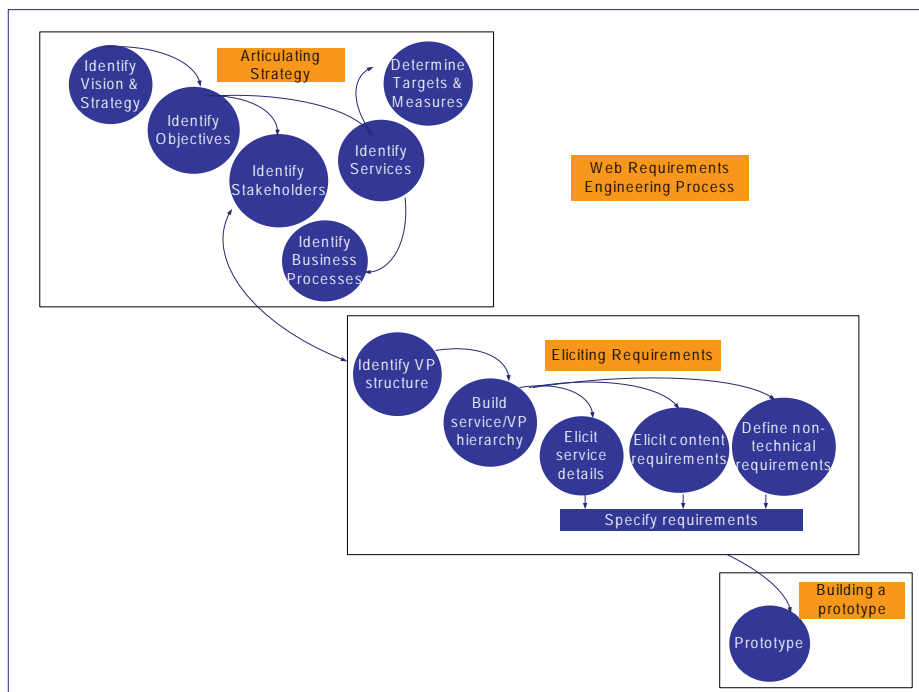 Identify
Vision &
Strategy
Articulating
Strategy
Determine
Targets &
Measures
Identify
Objectives
Identify
Stakeholders
Identify
Services
Identify
Business
Processes
Web Requirements
Engineering Process
Identify VP
structure
Eliciting Requirements
Build
service/VP
hierarchy
Elicit
service
details
Elicit content
requirements
Define non-
technical
requirements
Specify requirements
Building a
prototype
Prototype